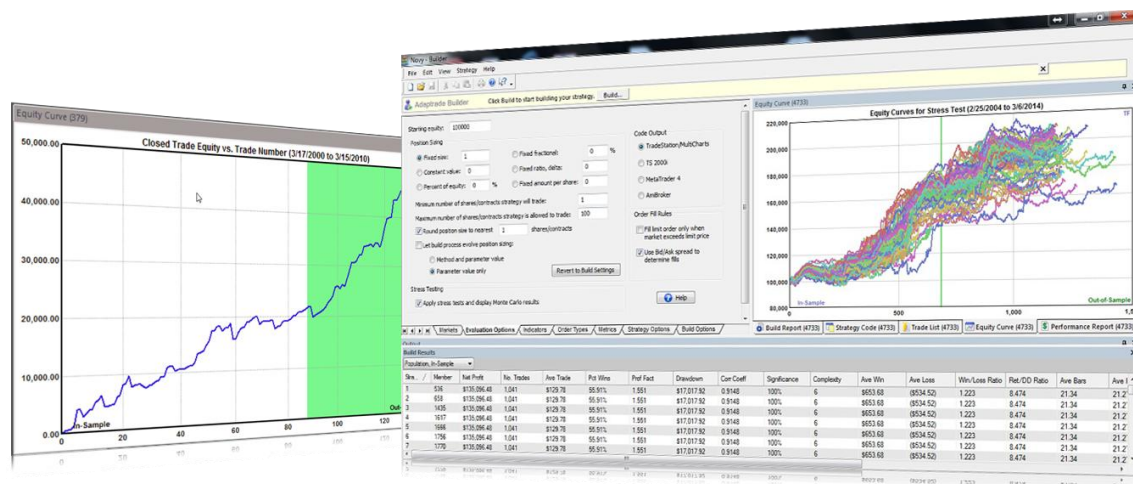 Equity Curve (379)
Closed Trade Equity vs. Trade Number (3/17/2000 to 3/15/2010)
50,000.00
40,000.00
30,000.00
20,000.00
10,000.00
0.00
In-Sample
0 20 40 60 80 100 120
Novy - Builder
File Edit View Strategy Help
Adaptrade Builder
Click Build to start building your strategy. Build...
Starting equity: 100000
Position Sizing
Fixed size: 1
Fixed fractional: 0 %
Constant value: 0
Fixed ratio, delta: 0
Percent of equity: 0 %
Fixed amount per share: 0
Minimum number of shares/contracts strategy will trade: 1
Maximum number of shares/contracts strategy is allowed to trade: 100
Round position size to nearest 1 shares/contracts
Let build process evolve position sizing:
Method and parameter value
Parameter value only
Revert to Build Settings
Stress Testing
Apply stress tests and display Monte Carlo results
Code Output
TradeStation/MultiCharts
TS 2000i
MetaTrader 4
AmiBroker
Order Fill Rules
Fill limit order only when
market exceeds limit price
Use Bid/Ask spread to
determine fills
Help
Markets Evaluation Options Indicators Order Types Metrics Strategy Options Build Options
Equity Curve (4733)
Equity Curves for Stress Test (2/25/2004 to 3/6/2014)
TF
220,000
200,000
180,000
160,000
140,000
120,000
100,000
80,000
In-Sample
Out-of-Sample
0 500 1,000
Build Report (4733) Strategy Code (4733) Trade List (4733) Equity Curve (4733) Performance Report (4733)
Output
Build Results
Population, In-Sample
Member Net Profit No. Trades Ave Trade Pct Wins Prof Fact Drawdown Corr Coeff Significance Complexity Ave Win Ave Loss Win/Loss Ratio Ret/DD Ratio Ave Bars
1 536 $135,096.48 1,041 $129.78 55.91% 1.551 $17,017.92 0.9148 100% 6 $653.68 ($534.52) 1.223 8.474 21.34
2 658 $135,096.48 1,041 $129.78 55.91% 1.551 $17,017.92 0.9148 100% 6 $653.68 ($534.52) 1.223 8.474 21.34
3 1435 $135,096.48 1,041 $129.78 55.91% 1.551 $17,017.92 0.9148 100% 6 $653.68 ($534.52) 1.223 8.474 21.34
4 1617 $135,096.48 1,041 $129.78 55.91% 1.551 $17,017.92 0.9148 100% 6 $653.68 ($534.52) 1.223 8.474 21.34
5 1666 $135,096.48 1,041 $129.78 55.91% 1.551 $17,017.92 0.9148 100% 6 $653.68 ($534.52) 1.223 8.474 21.34
6 1756 $135,096.48 1,041 $129.78 55.91% 1.551 $17,017.92 0.9148 100% 6 $653.68 ($534.52) 1.223 8.474 21.34
7 1770 $135,096.48 1,041 $129.78 55.91% 1.551 $17,017.92 0.9148 100% 6 $653.68 ($534.52) 1.223 8.474 21.34